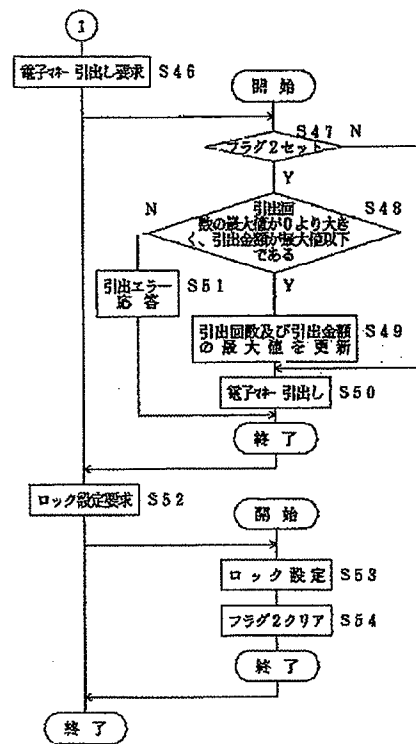 1
電子マネー引出し要求 S46
開始
S47 N
フラグ2セット
Y
N
引出回
数の最大値が0より大き
く、引出金額が最大値以下
である
S48
Y
引出エラー
応答
S51
引出回数及び引出金額
の最大値を更新
S49
電子マネー引出し S50
終了
ロック設定要求 S52
開始
ロック設定 S53
フラグ2クリア S54
終了
終了